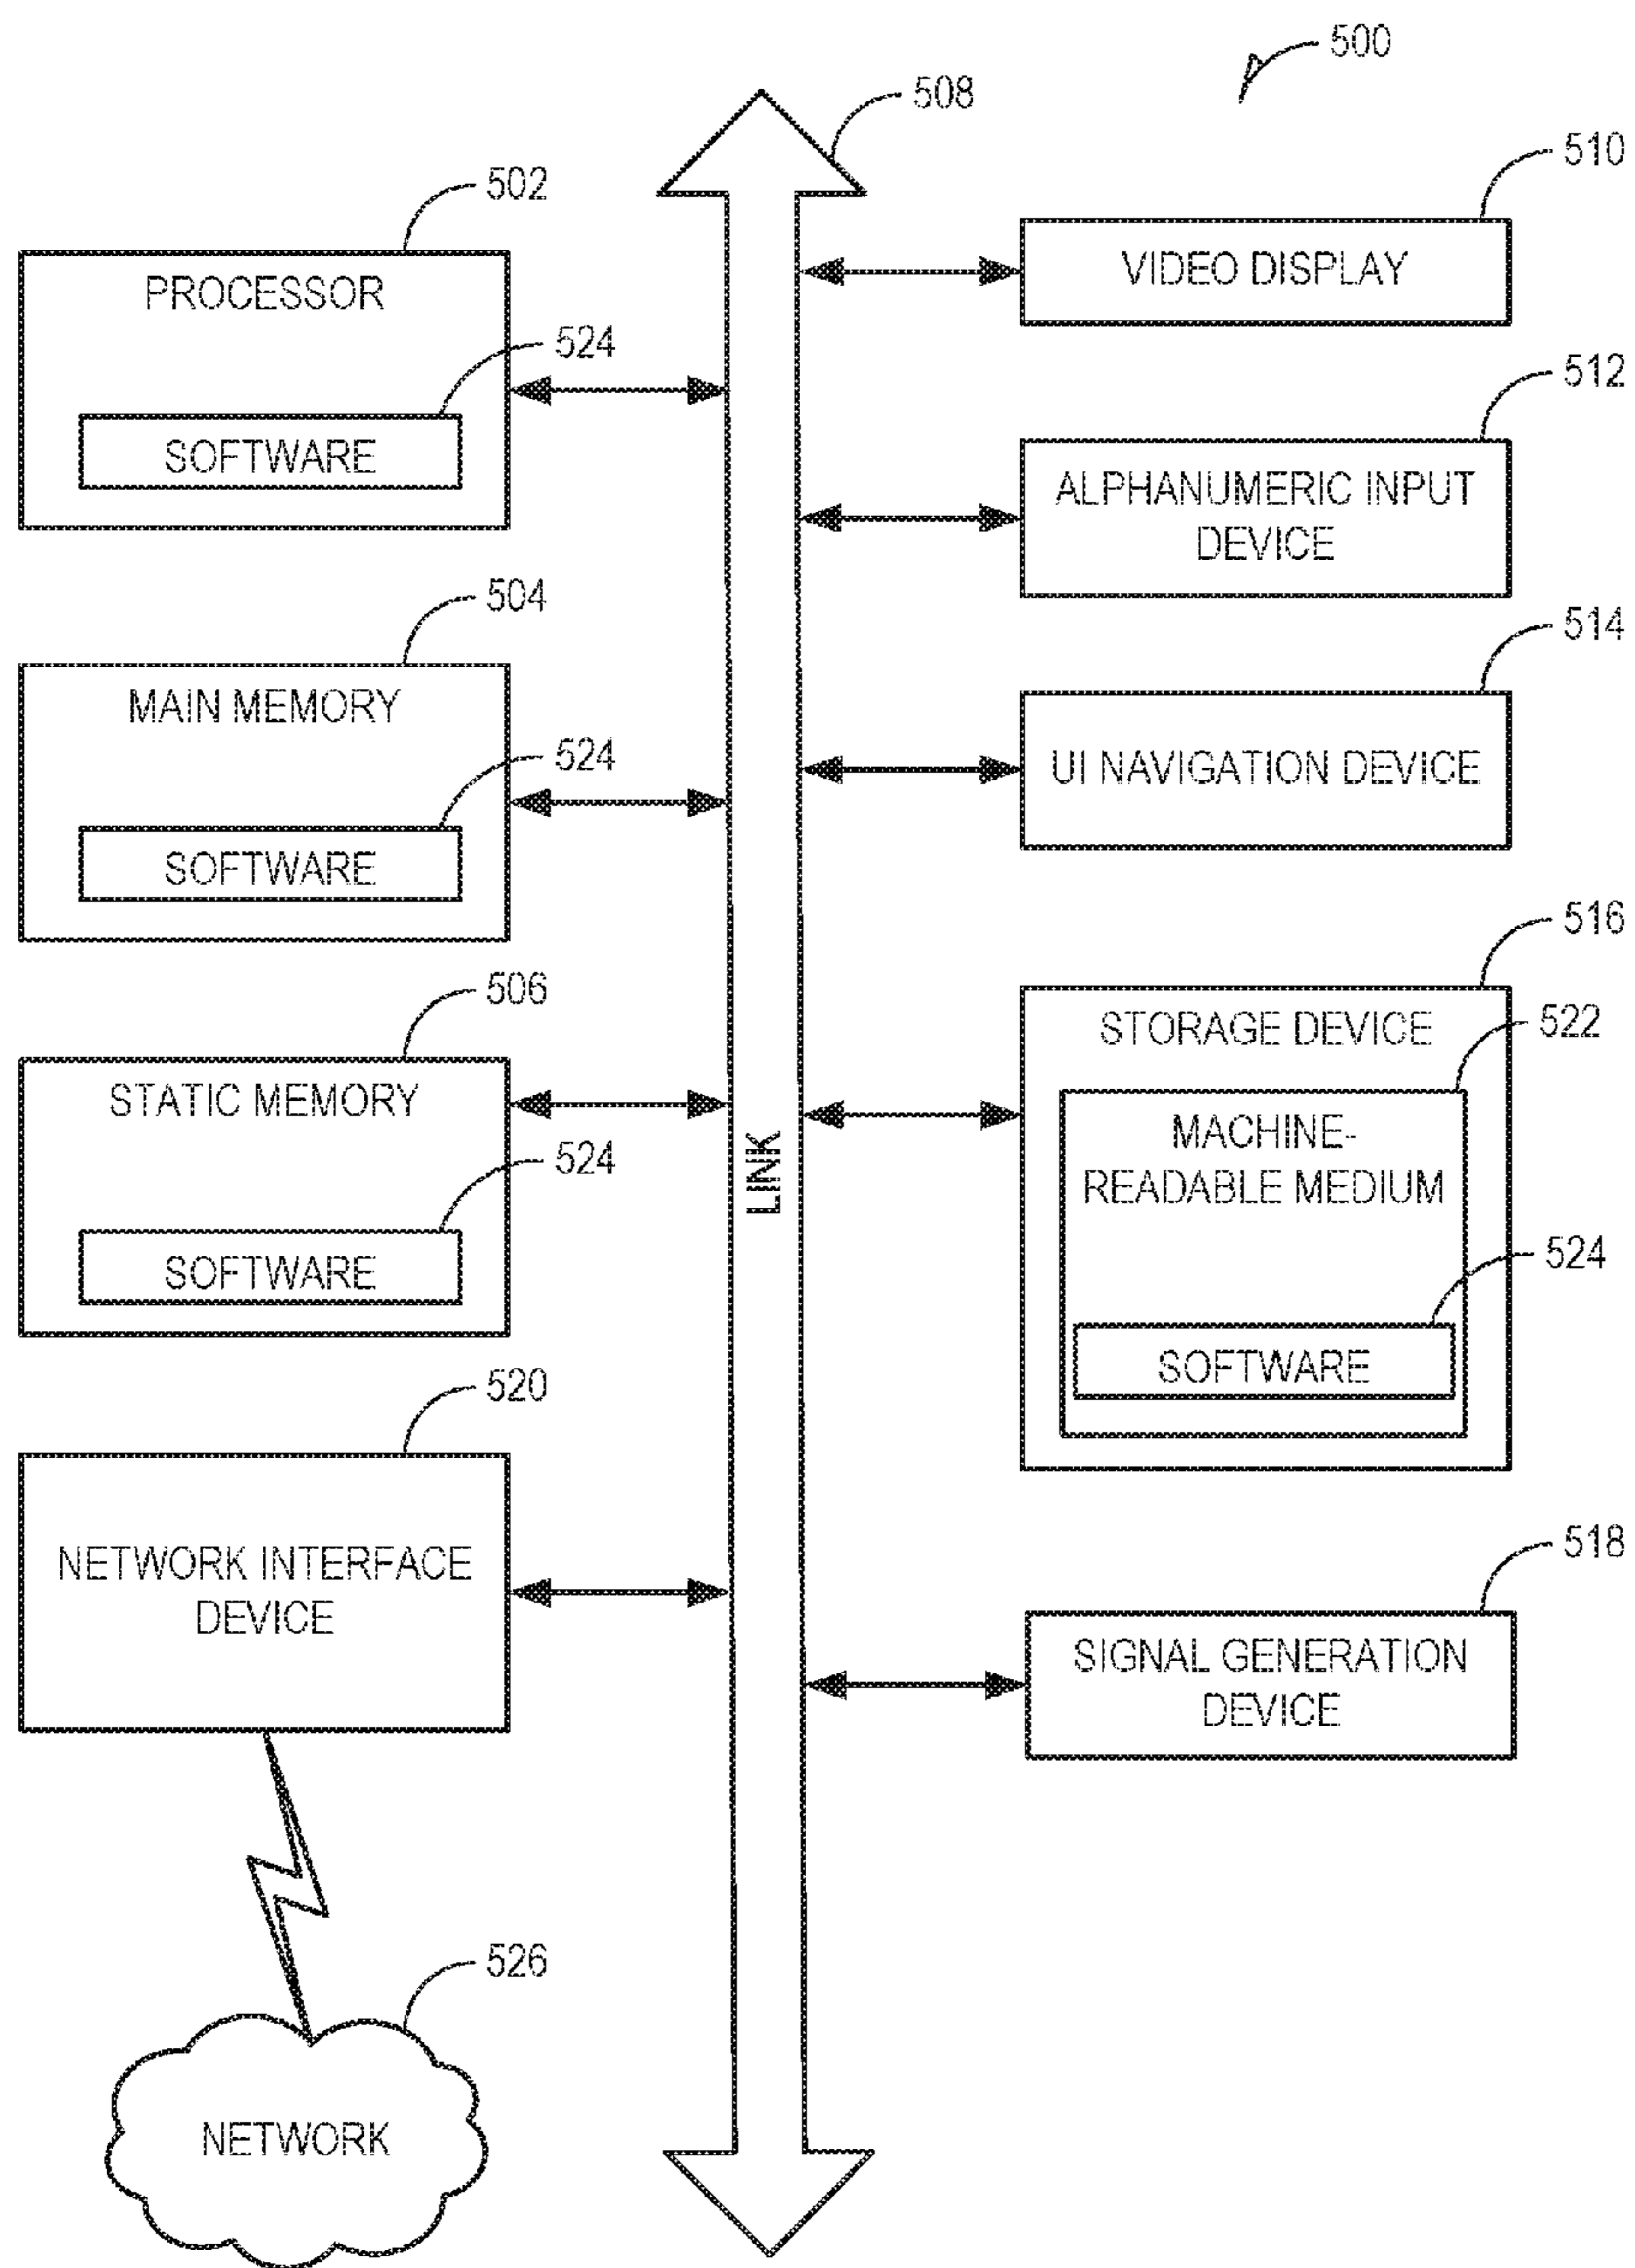 500
508
510
502
PROCESSOR
VIDEO DISPLAY
524
SOFTWARE
512
ALPHANUMERIC INPUT
DEVICE
504
MAIN MEMORY
514
524
SOFTWARE
UI NAVIGATION DEVICE
516
506
STATIC MEMORY
STORAGE DEVICE
522
524
SOFTWARE
LINK
MACHINE-
READABLE MEDIUM
524
SOFTWARE
520
NETWORK INTERFACE
DEVICE
518
SIGNAL GENERATION
DEVICE
526
NETWORK